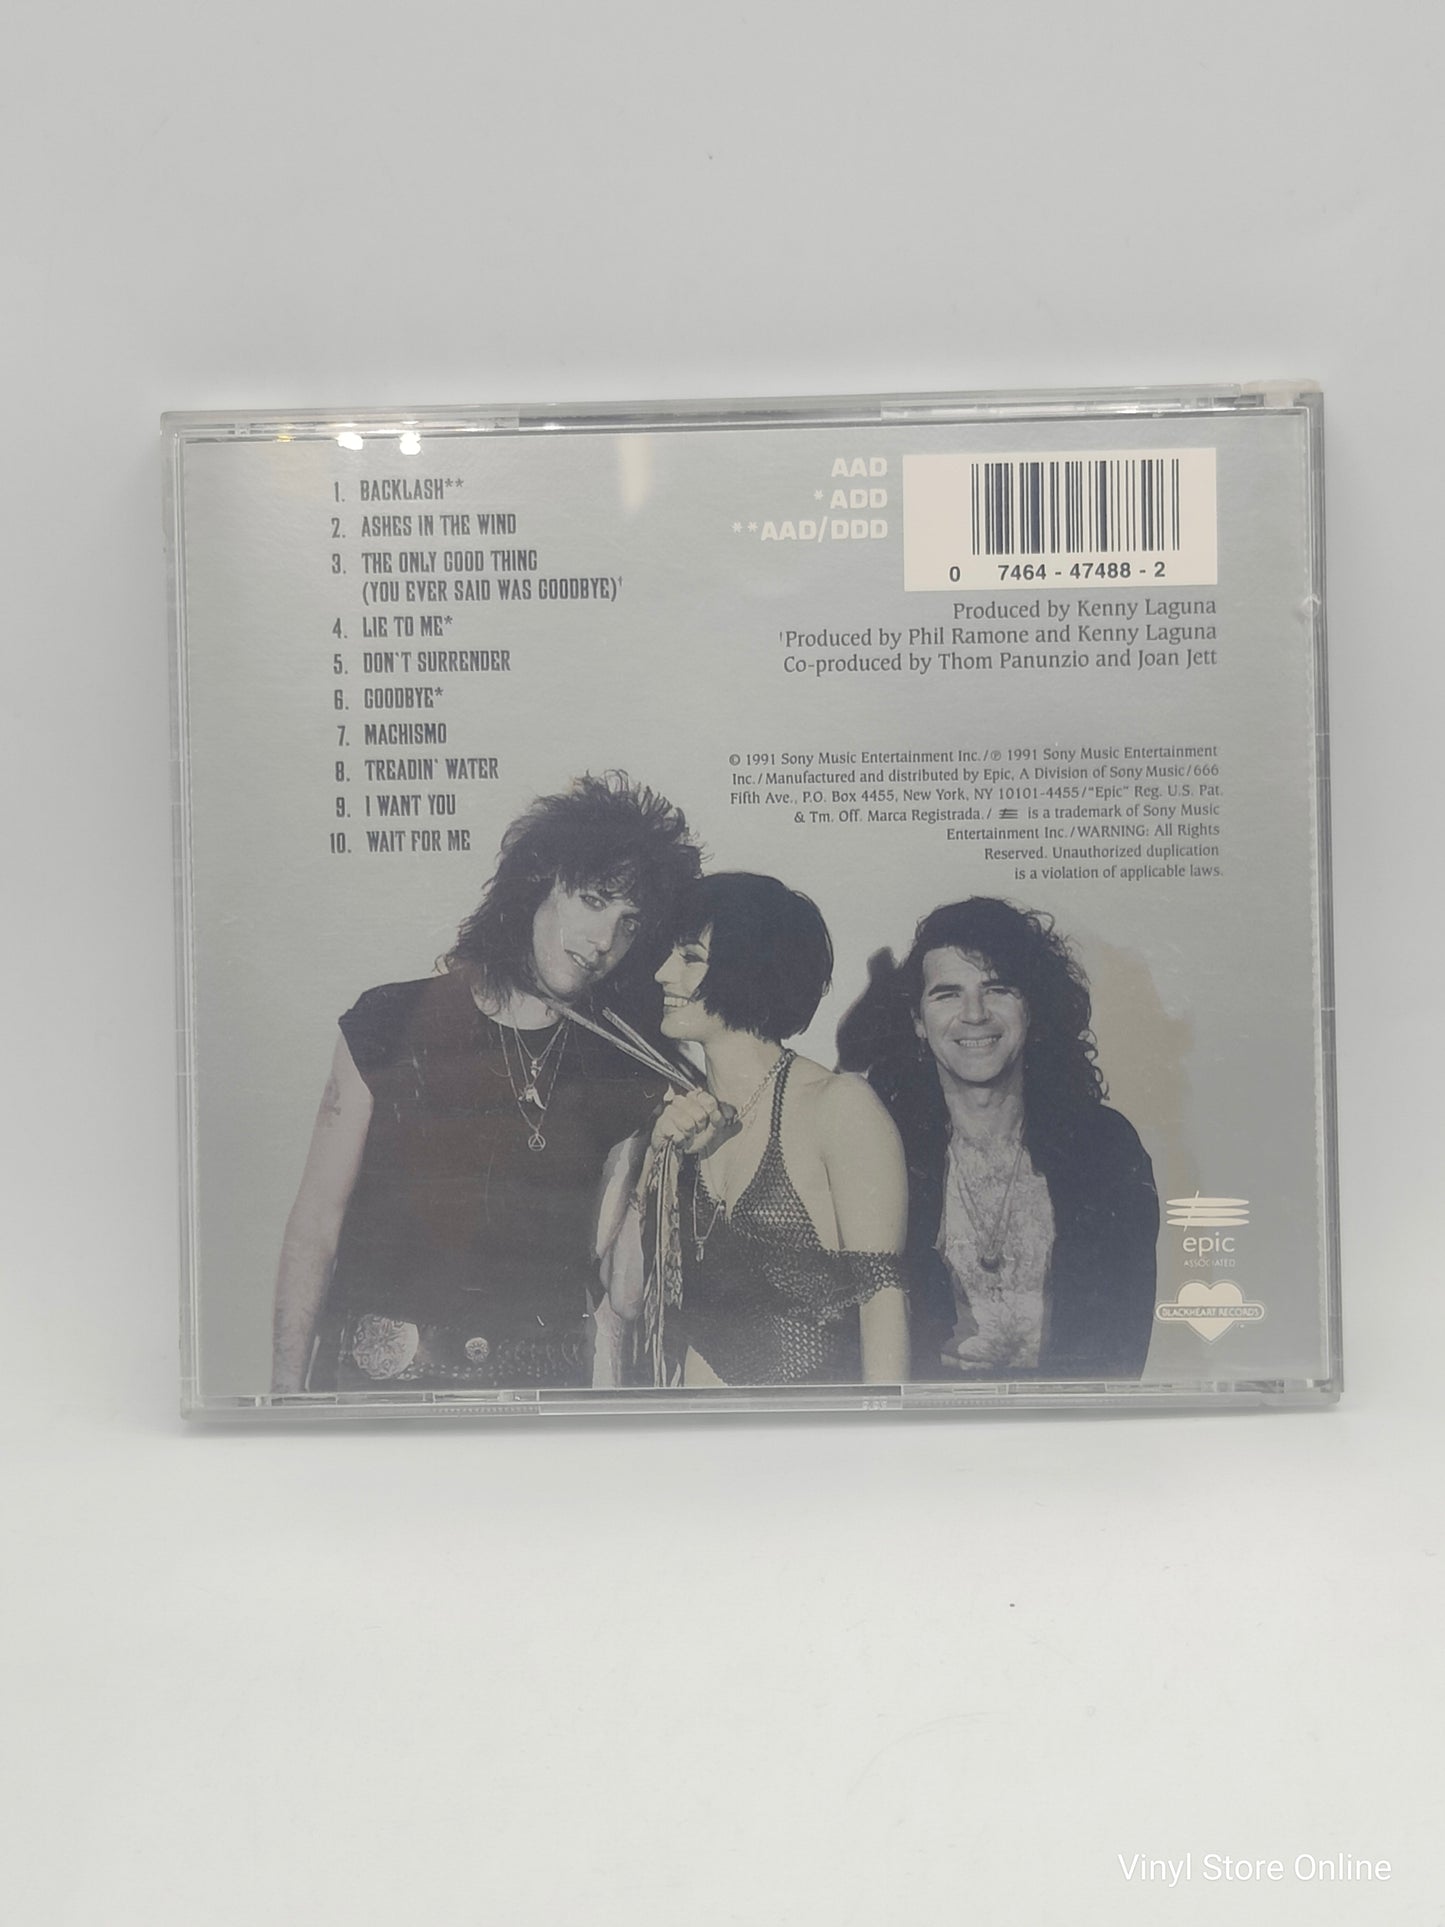 1. BACKLASH**
2. ASHES IN THE WIND
3. THE ONLY GOOD THING
(YOU EVER SAID WAS GOODBYE)†
4. LIE TO ME*
5. DON'T SURRENDER
6. GOODBYE*
7. MACHISMO
8. TREADIN' WATER
9. I WANT YOU
10. WAIT FOR ME
AAD
*ADD
**AAD/DDD
0 7464-47488-2
Produced by Kenny Laguna
†Produced by Phil Ramone and Kenny Laguna
Co-produced by Thom Panunzio and Joan Jett
© 1991 Sony Music Entertainment Inc./℗ 1991 Sony Music Entertainment
Inc./Manufactured and distributed by Epic, A Division of Sony Music/666
Fifth Ave., P.O. Box 4455, New York, NY 10101-4455/"Epic" Reg. U.S. Pat.
& Tm. Off. Marca Registrada./ is a trademark of Sony Music
Entertainment Inc./WARNING: All Rights
Reserved. Unauthorized duplication
is a violation of applicable laws.
epic
ASSOCIATED
BLACKHEART RECORDS
Vinyl Store Online